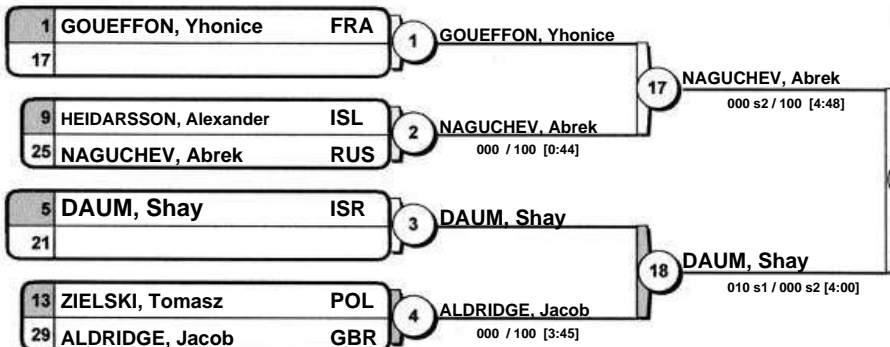 1 GOUEFFON, Yhonice FRA
17
1
GOUEFFON, Yhonice
17
NAGUCHEV, Abrek
000 s2 / 100 [4:48]
9 HEIDARSSON, Alexander ISL
25 NAGUCHEV, Abrek RUS
2
NAGUCHEV, Abrek
000 / 100 [0:44]
5 DAUM, Shay ISR
21
3
DAUM, Shay
18
DAUM, Shay
010 s1 / 000 s2 [4:00]
13 ZIELSKI, Tomasz POL
29 ALDRIDGE, Jacob GBR
4
ALDRIDGE, Jacob
000 / 100 [3:45]